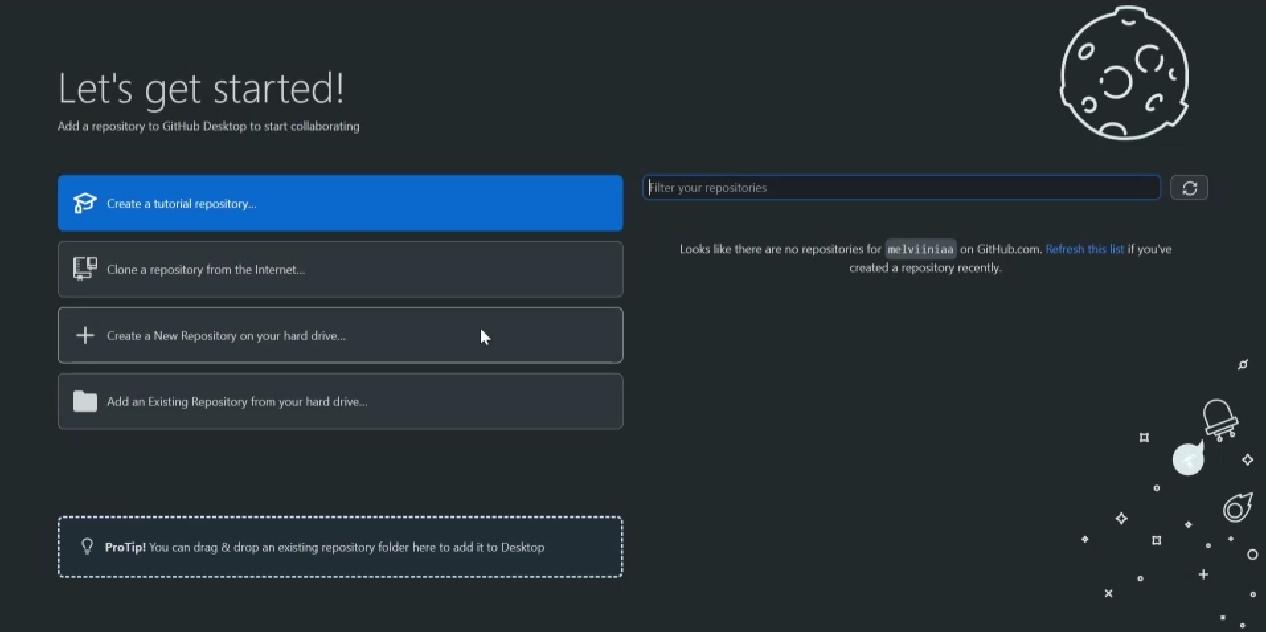 Let's get started!
Add a repository to GitHub Desktop to start collaborating
Create a tutorial repository...
Clone a repository from the Internet...
Create a New Repository on your hard drive...
Add an Existing Repository from your hard drive...
ProTip! You can drag & drop an existing repository folder here to add it to Desktop
Filter your repositories
Looks like there are no repositories for melviiniaa on GitHub.com. Refresh this list if you've
created a repository recently.